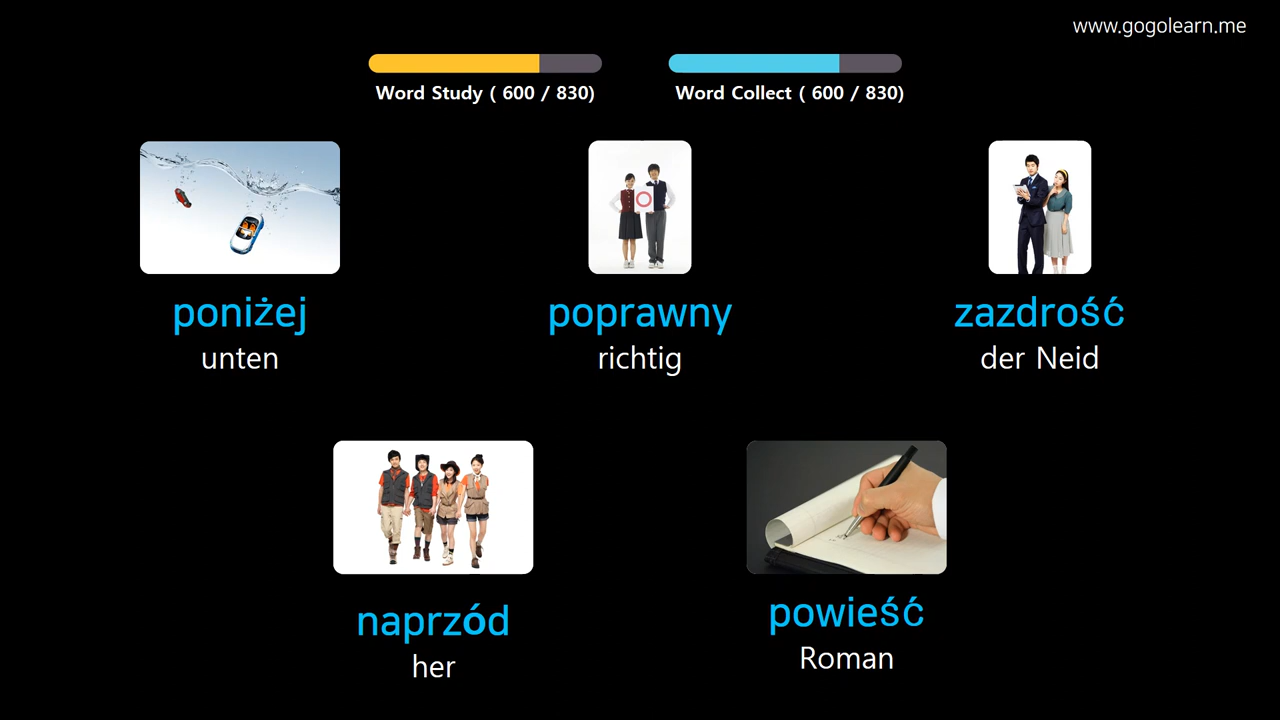 www.gogolearn.me
Word Study ( 600 / 830)
Word Collect ( 600 / 830)
poniżej
unten
poprawny
richtig
zazdrość
der Neid
naprzód
her
powieść
Roman